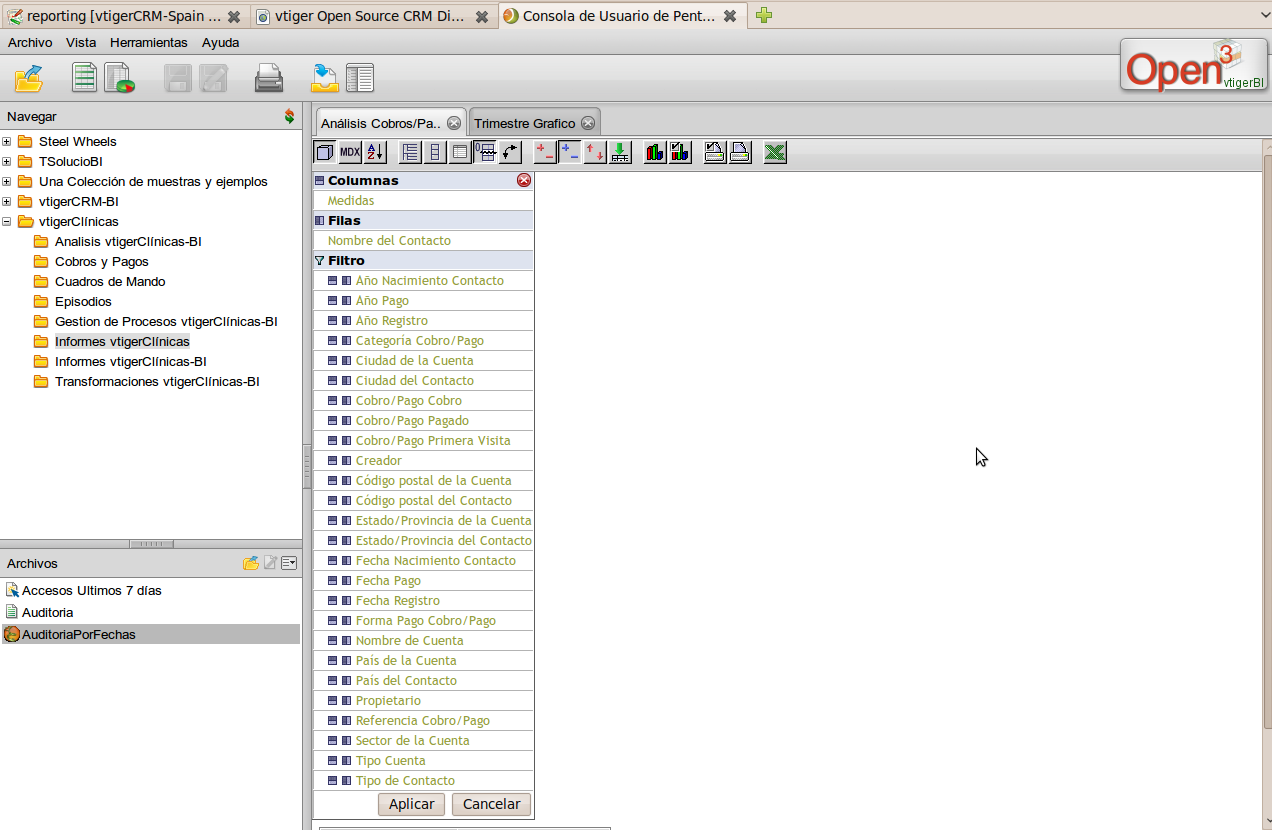 reporting [vtigerCRM-Spain ...
vtiger Open Source CRM Di...
Consola de Usuario de Pent...
Archivo Vista Herramientas Ayuda
Open3
vtigerBI
Navegar
Steel Wheels
TSolucioBI
Una Colección de muestras y ejemplos
vtigerCRM-BI
vtigerClínicas
Analisis vtigerClínicas-BI
Cobros y Pagos
Cuadros de Mando
Episodios
Gestion de Procesos vtigerClínicas-BI
Informes vtigerClínicas
Informes vtigerClínicas-BI
Transformaciones vtigerClínicas-BI
Archivos
Accesos Ultimos 7 días
Auditoria
AuditoriaPorFechas
Análisis Cobros/Pa..
Trimestre Grafico
MDX
Columnas
Medidas
Filas
Nombre del Contacto
Filtro
Año Nacimiento Contacto
Año Pago
Año Registro
Categoría Cobro/Pago
Ciudad de la Cuenta
Ciudad del Contacto
Cobro/Pago Cobro
Cobro/Pago Pagado
Cobro/Pago Primera Visita
Creador
Código postal de la Cuenta
Código postal del Contacto
Estado/Provincia de la Cuenta
Estado/Provincia del Contacto
Fecha Nacimiento Contacto
Fecha Pago
Fecha Registro
Forma Pago Cobro/Pago
Nombre de Cuenta
País de la Cuenta
País del Contacto
Propietario
Referencia Cobro/Pago
Sector de la Cuenta
Tipo Cuenta
Tipo de Contacto
Aplicar Cancelar